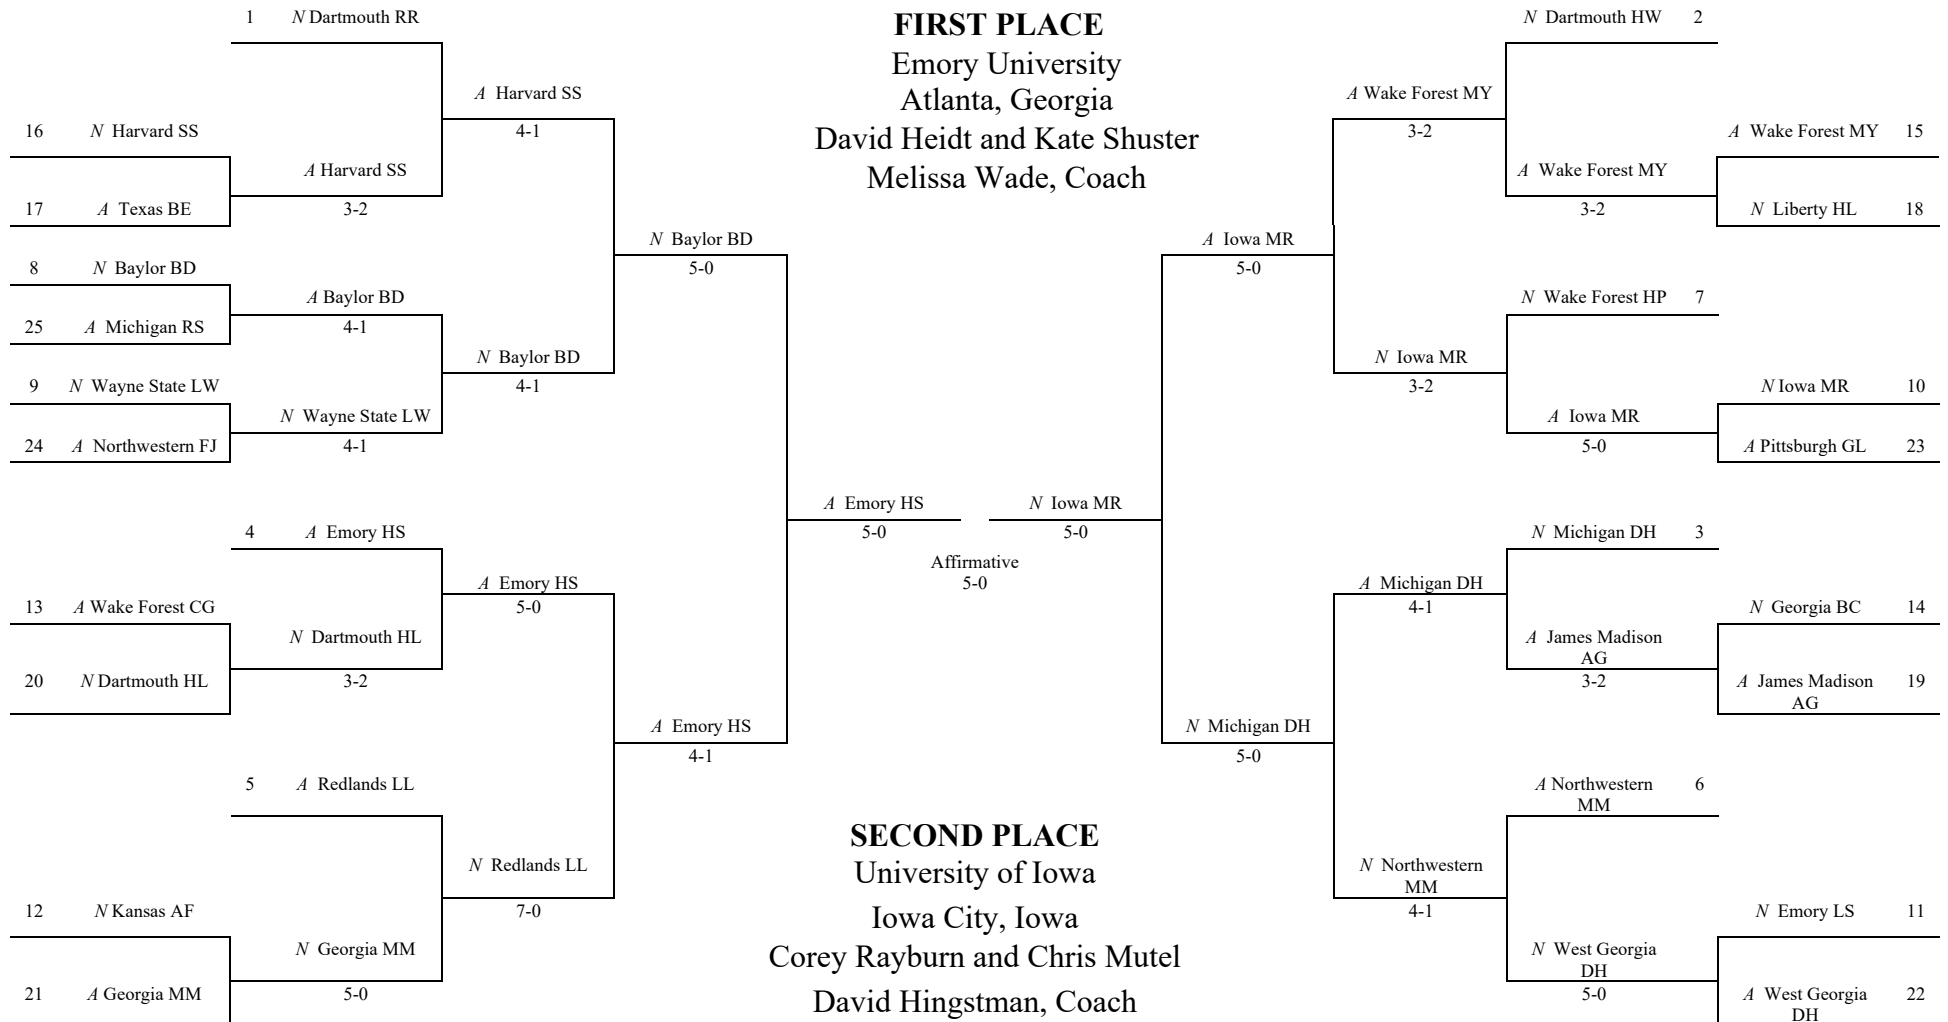 1 N Dartmouth RR
A Harvard SS
4-1
16 N Harvard SS
A Harvard SS
3-2
17 A Texas BE
N Baylor BD
5-0
8 N Baylor BD
A Baylor BD
4-1
25 A Michigan RS
N Baylor BD
4-1
9 N Wayne State LW
N Wayne State LW
4-1
24 A Northwestern FJ
A Emory HS
5-0
4 A Emory HS
A Emory HS
5-0
13 A Wake Forest CG
N Dartmouth HL
3-2
20 N Dartmouth HL
A Emory HS
4-1
5 A Redlands LL
N Redlands LL
7-0
12 N Kansas AF
N Georgia MM
5-0
21 A Georgia MM
FIRST PLACE
Emory University
Atlanta, Georgia
David Heidt and Kate Shuster
Melissa Wade, Coach
Affirmative
5-0
SECOND PLACE
University of Iowa
Iowa City, Iowa
Corey Rayburn and Chris Mutel
David Hingstman, Coach
N Dartmouth HW 2
A Wake Forest MY
3-2
A Wake Forest MY 15
A Wake Forest MY
3-2
N Liberty HL 18
A Iowa MR
5-0
N Wake Forest HP 7
N Iowa MR
3-2
N Iowa MR 10
A Iowa MR
5-0
A Pittsburgh GL 23
N Iowa MR
5-0
N Michigan DH 3
A Michigan DH
4-1
N Georgia BC 14
A James Madison
AG
3-2
A James Madison 19
AG
N Michigan DH
5-0
A Northwestern 6
MM
N Northwestern
MM
4-1
N Emory LS 11
N West Georgia
DH
5-0
A West Georgia 22
DH